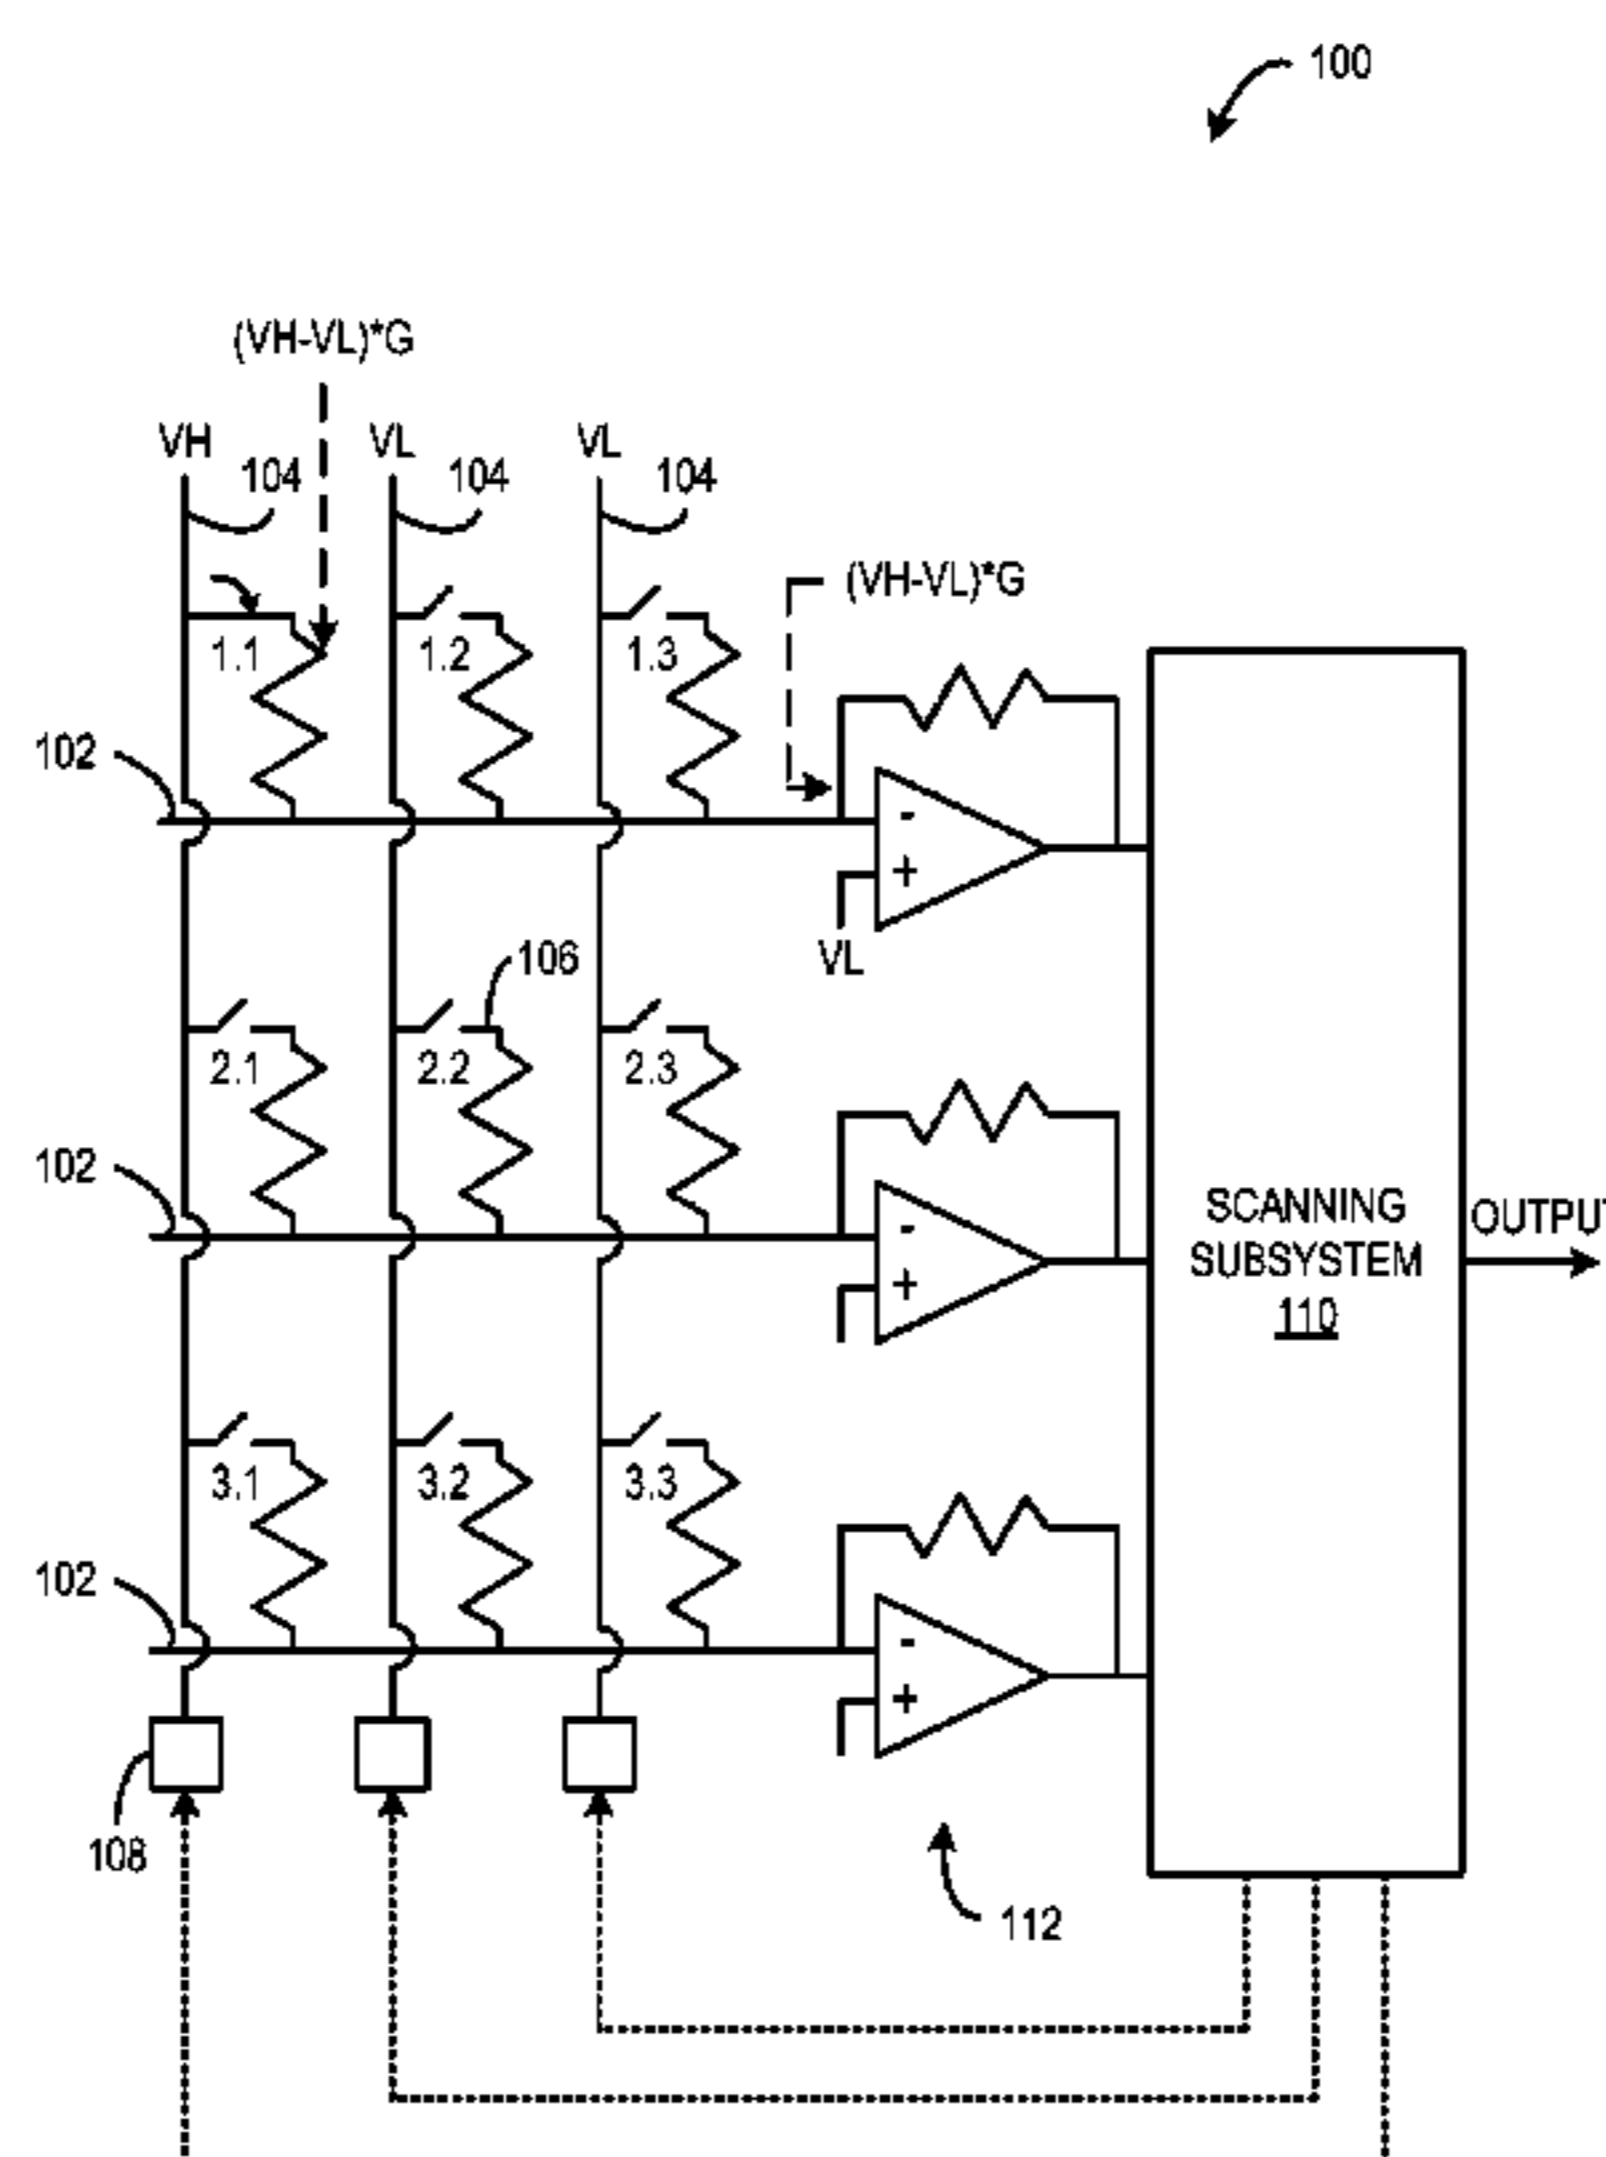 100
(VH-VL)*G
VH
VL
VL
104
104
104
(VH-VL)*G
1.1
1.2
1.3
102
-
+
VL
106
2.1
2.2
2.3
102
-
+
SCANNING
SUBSYSTEM
110
OUTPUT
3.1
3.2
3.3
102
-
+
108
112